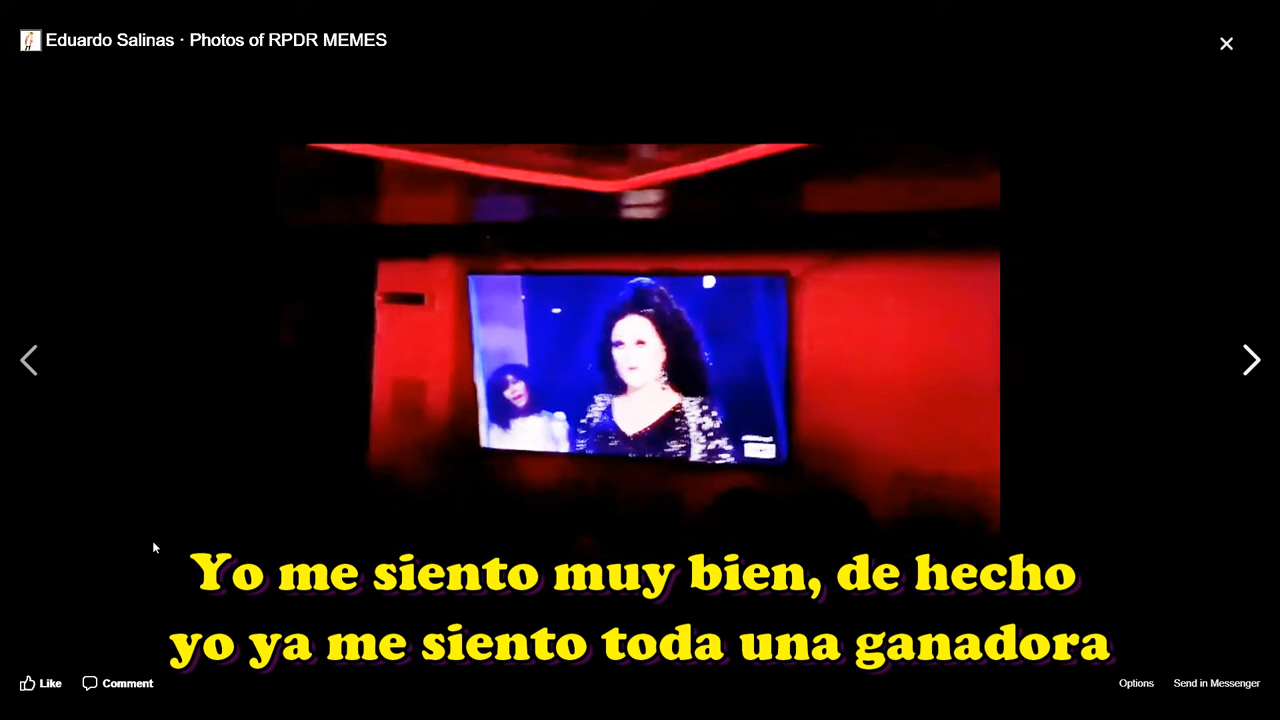 Eduardo Salinas · Photos of RPDR MEMES
Yo me siento muy bien, de hecho
yo ya me siento toda una ganadora
Like
Comment
Options
Send in Messenger